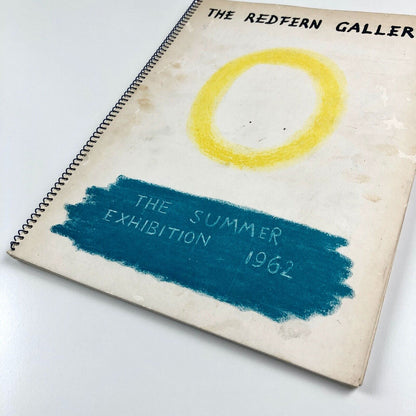 THE REDFERN GALLER
THE SUMMER
EXHIBITION 1962